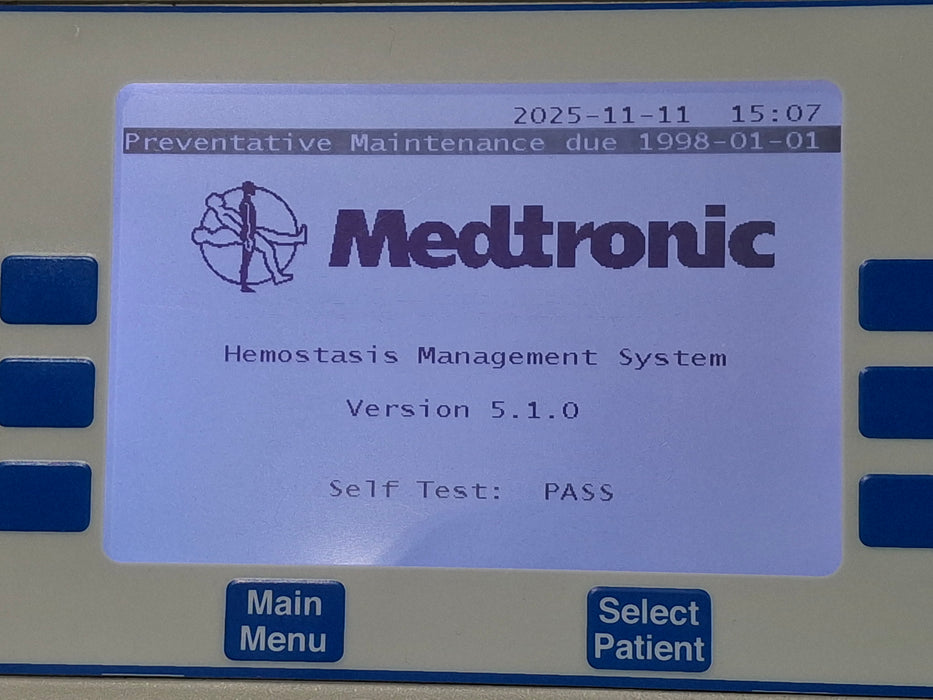 2025-11-11 15:07
Preventative Maintenance due 1998-01-01
Medtronic
Hemostasis Management System
Version 5.1.0
Self Test: PASS
Main
Menu
Select
Patient